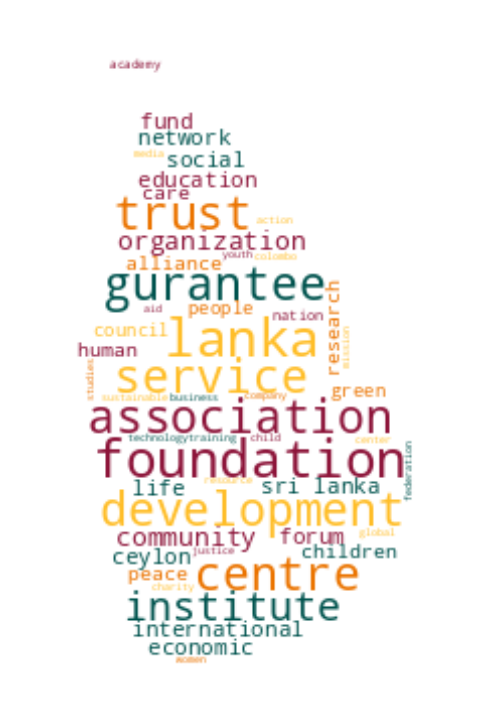 academy
fund
network
media social
education
care
trust action
organization
youth colombo
alliance
gurantee
aid people nation
research
council lanka mission
human
service
studies green
sustainable business company
association
technology training child center
foundation
federation
resource
life sri lanka
development
community forum global
ceylon justice children
peace centre
charity
institute
international
economic
women